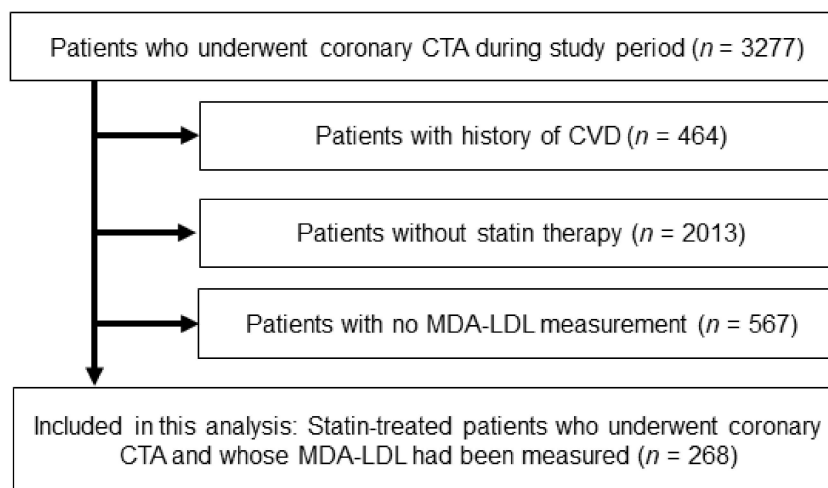 Patients who underwent coronary CTA during study period (n = 3277)
Patients with history of CVD (n = 464)
Patients without statin therapy (n = 2013)
Patients with no MDA-LDL measurement (n = 567)
Included in this analysis: Statin-treated patients who underwent coronary
CTA and whose MDA-LDL had been measured (n = 268)